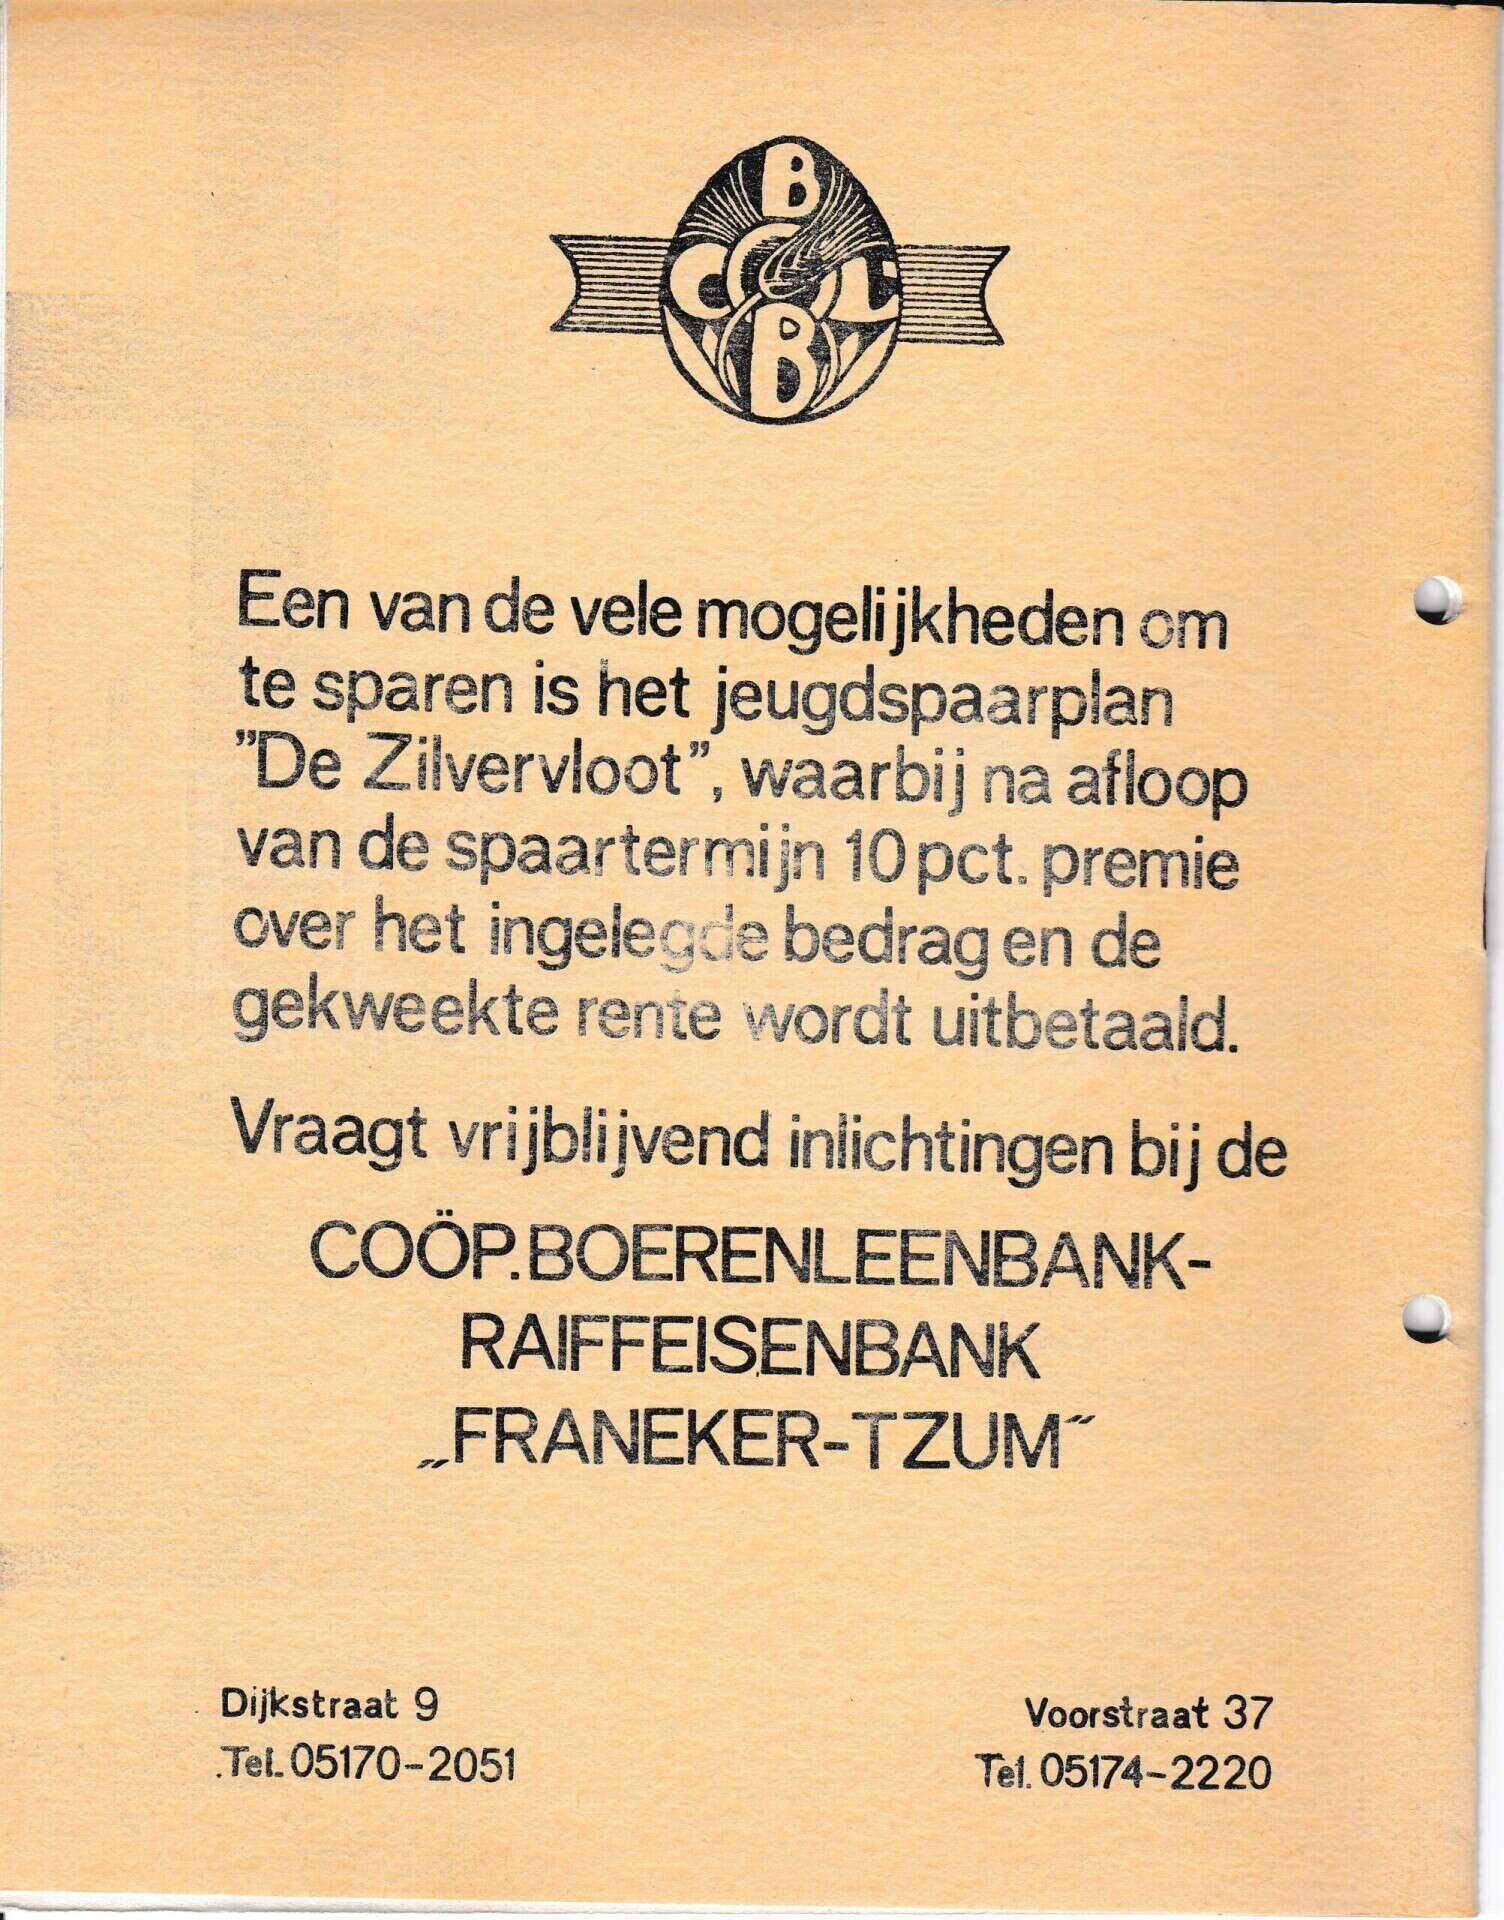 B
C C L
B
Een van de vele mogelijkheden om
te sparen is het jeugdspaarplan
”De Zilvervloot”, waarbij na afloop
van de spaartermijn 10 pct. premie
over het ingelegde bedrag en de
gekweekte rente wordt uitbetaald.
Vraagt vrijblijvend inlichtingen bij de
COÖP. BOERENLEENBANK-
RAIFFEISENBANK
„FRANEKER-TZUM”
Dijkstraat 9
Tel. 05170-2051
Voorstraat 37
Tel. 05174-2220